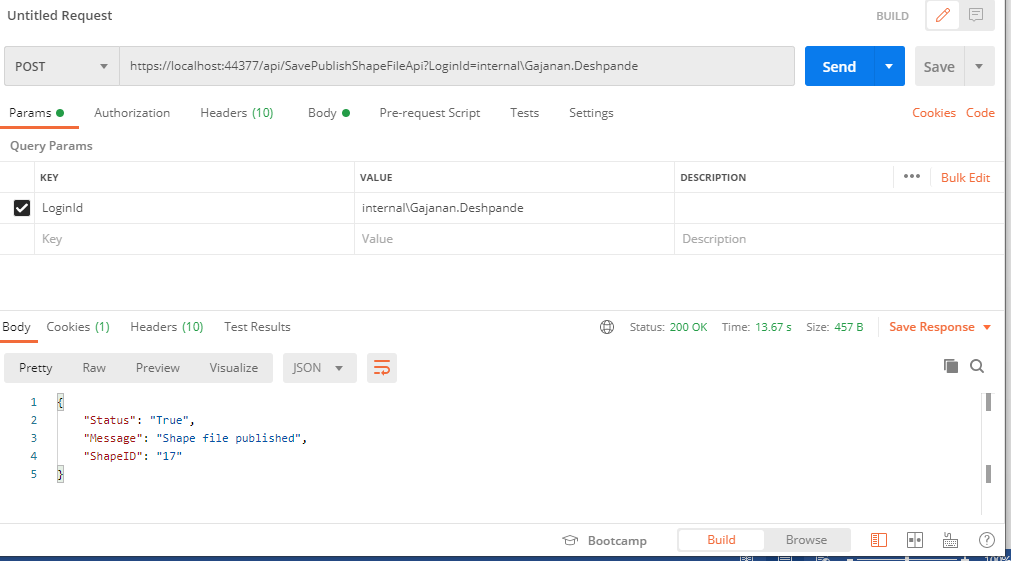 Untitled Request BUILD
POST https://localhost:44377/api/SavePublishShapeFileApi?LoginId=internal\Gajanan.Deshpande Send Save
Params Authorization Headers (10) Body Pre-request Script Tests Settings Cookies Code
Query Params
KEY VALUE DESCRIPTION ••• Bulk Edit
LoginId internal\Gajanan.Deshpande
Key Value Description
Body Cookies (1) Headers (10) Test Results Status: 200 OK Time: 13.67 s Size: 457 B Save Response
Pretty Raw Preview Visualize JSON
1 {
2 "Status": "True",
3 "Message": "Shape file published",
4 "ShapeID": "17"
5 }
Bootcamp Build Browse ?